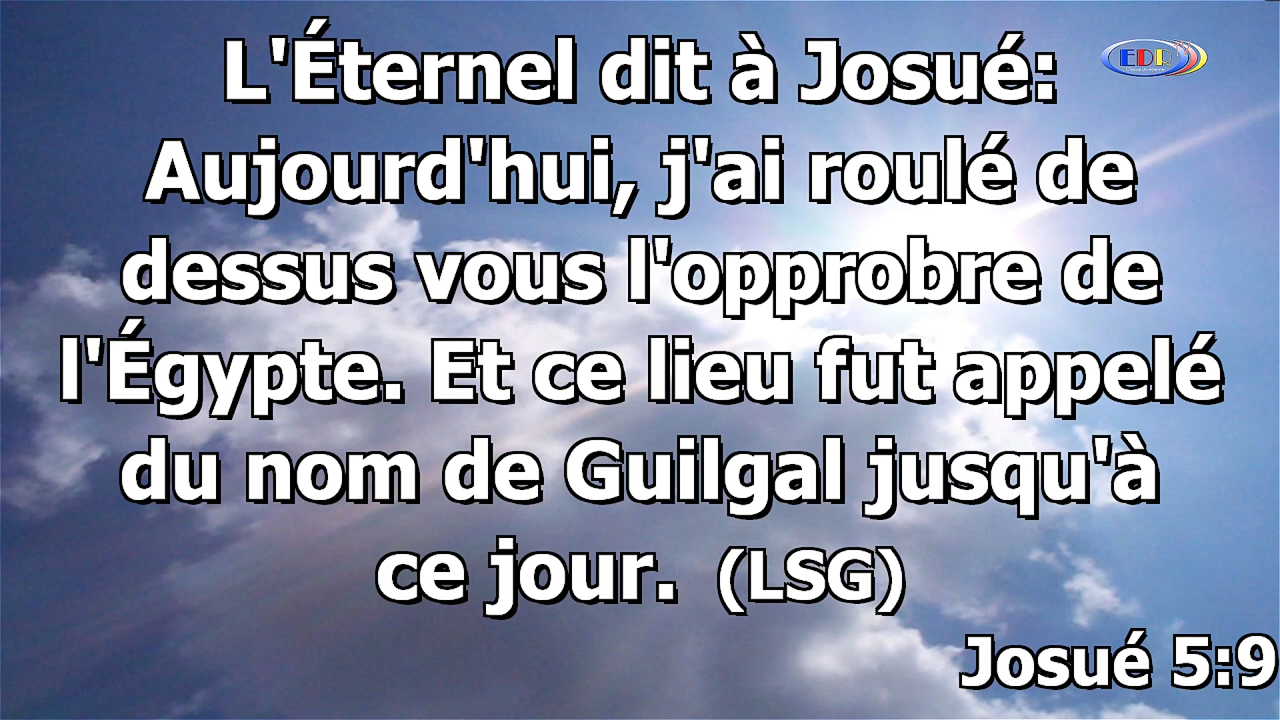 L'Éternel dit à Josué:
EDR
Aujourd'hui, j'ai roulé de
dessus vous l'opprobre de
l'Égypte. Et ce lieu fut appelé
du nom de Guilgal jusqu'à
ce jour. (LSG)
Josué 5:9